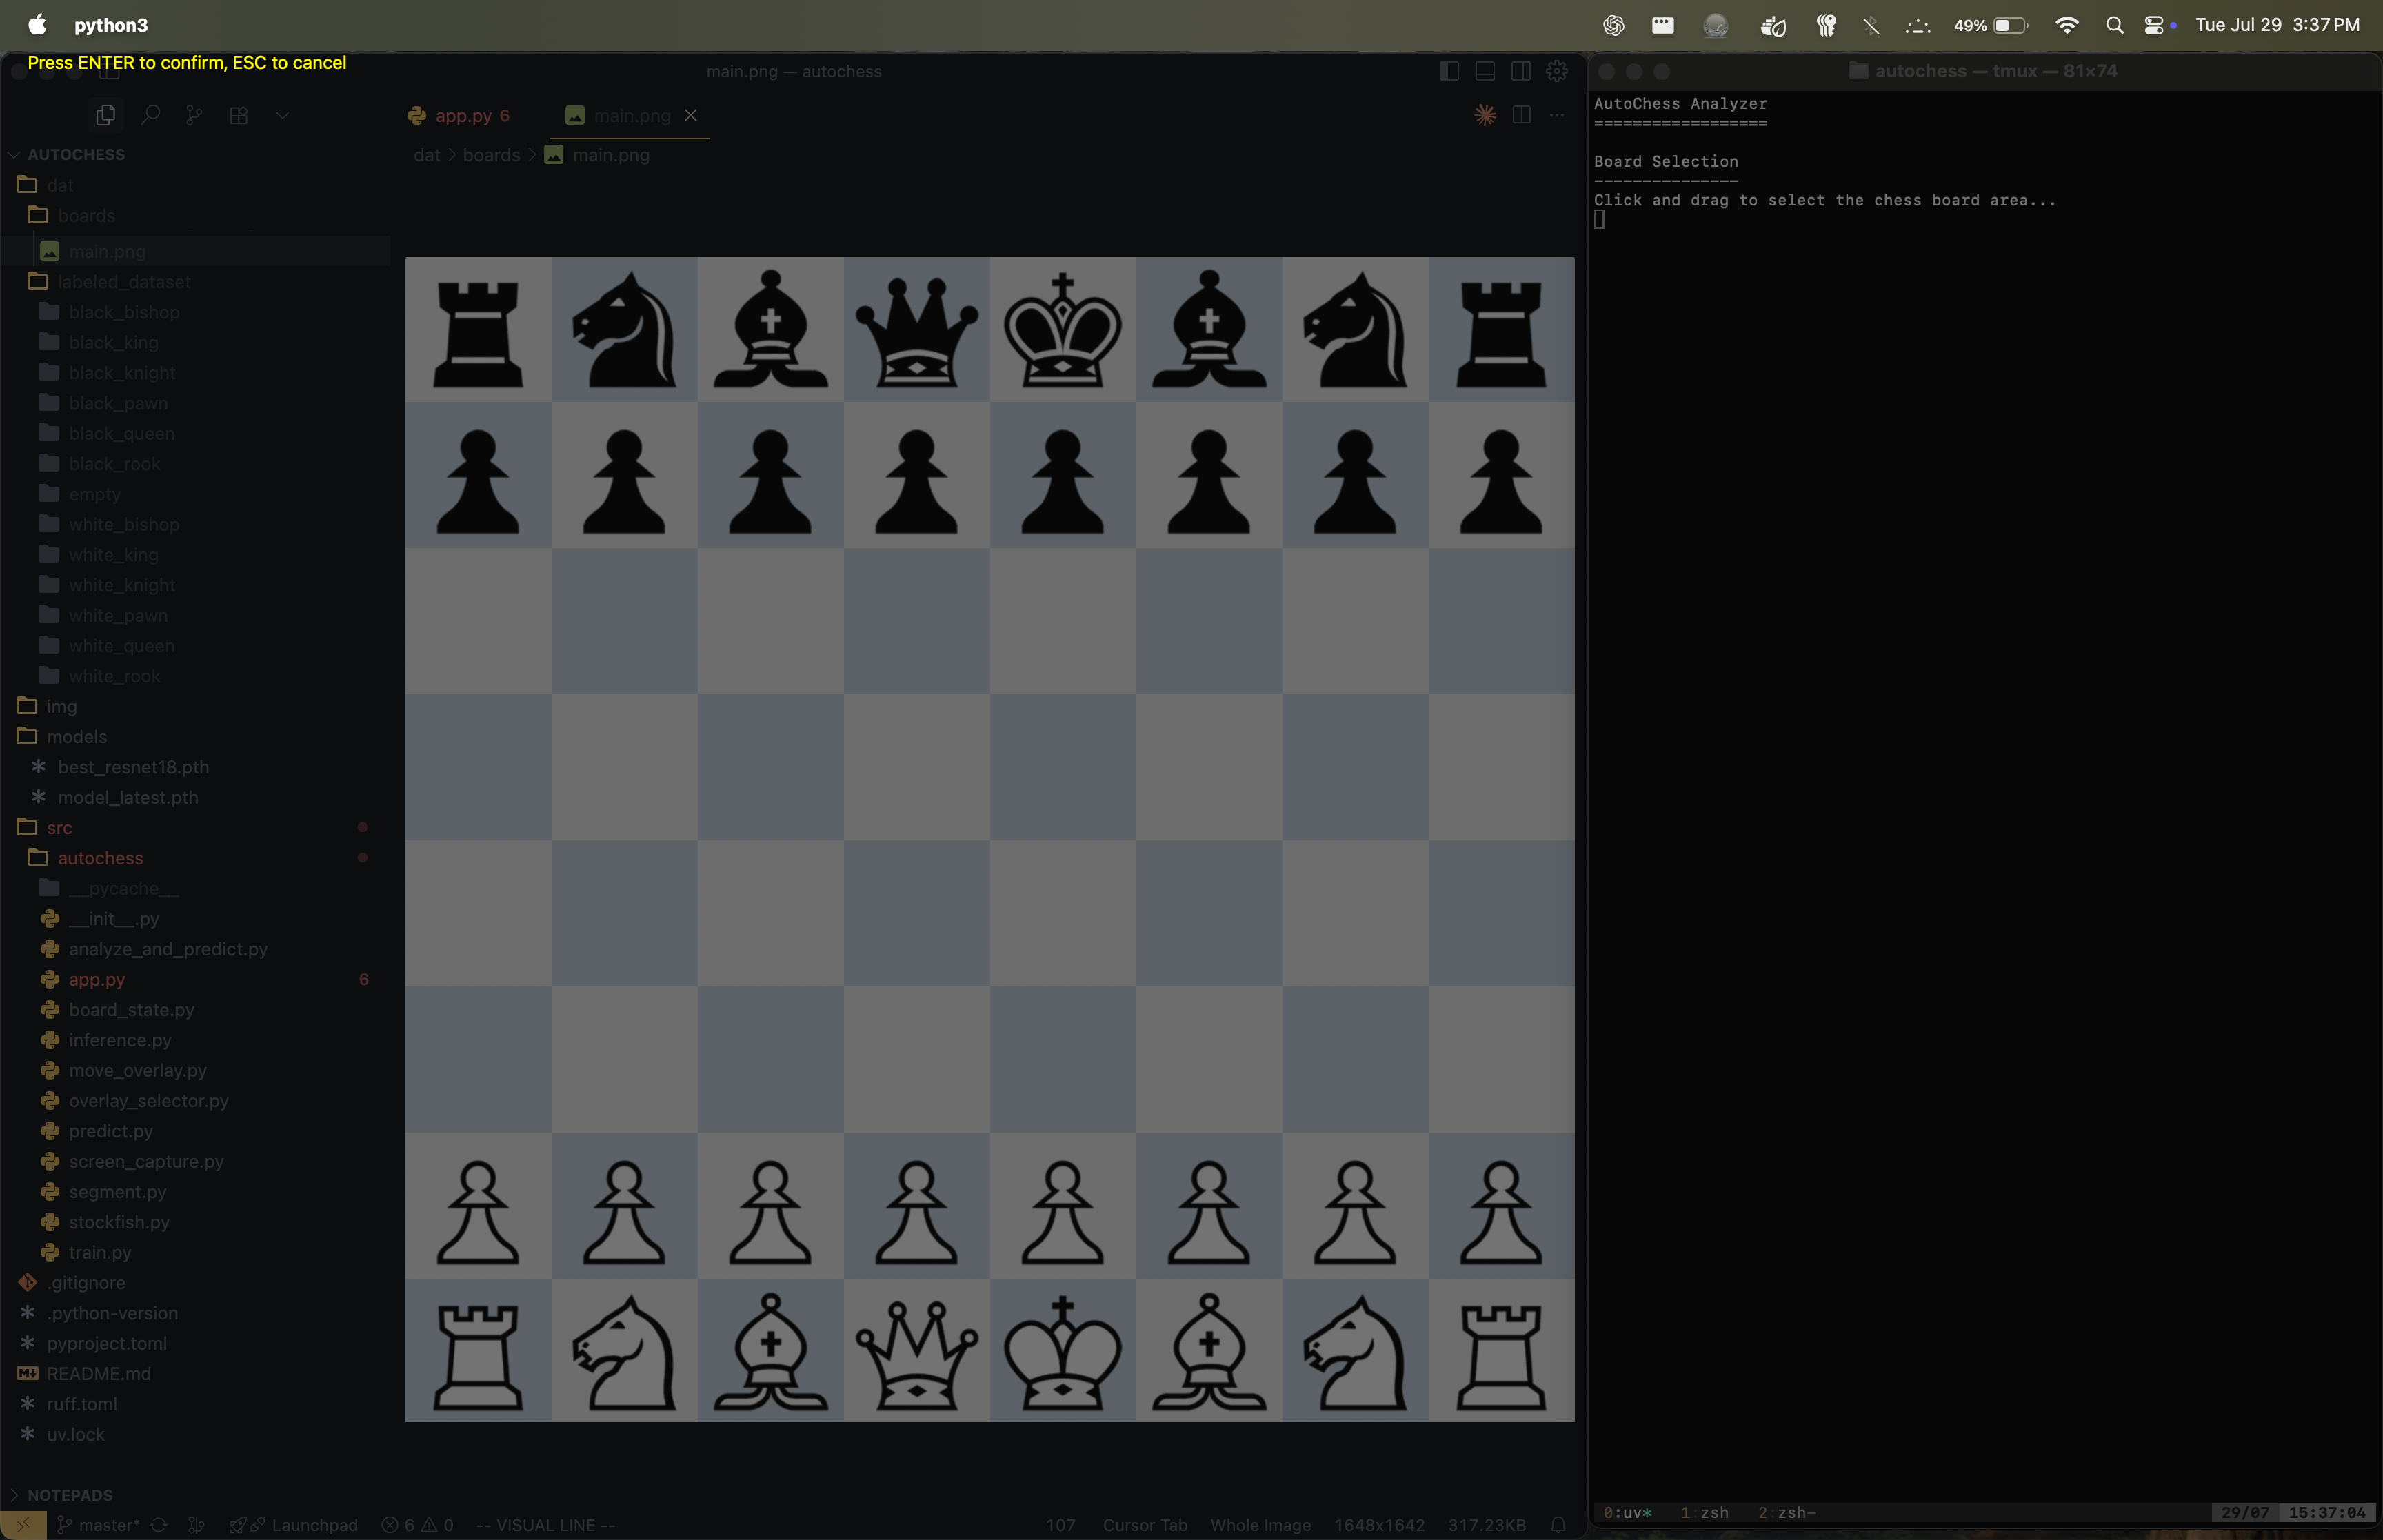 python3
49%
Tue Jul 29 3:37 PM
Press ENTER to confirm, ESC to cancel
main.png — autochess
app.py 6
main.png
dat > boards > main.png
AUTOCHESS
dat
boards
main.png
labeled_dataset
black_bishop
black_king
black_knight
black_pawn
black_queen
black_rook
empty
white_bishop
white_king
white_knight
white_pawn
white_queen
white_rook
img
models
best_resnet18.pth
model_latest.pth
src
autochess
__pycache__
__init__.py
analyze_and_predict.py
app.py 6
board_state.py
inference.py
move_overlay.py
overlay_selector.py
predict.py
screen_capture.py
segment.py
stockfish.py
train.py
.gitignore
.python-version
pyproject.toml
README.md
ruff.toml
uv.lock
NOTEPADS
master* Launchpad 6 0 -- VISUAL LINE -- 107 Cursor Tab Whole Image 1648x1642 317.23KB
autochess — tmux — 81×74
AutoChess Analyzer
==================
Board Selection
---------------
Click and drag to select the chess board area...
0:uv* 1:zsh 2:zsh- 29/07 15:37:04